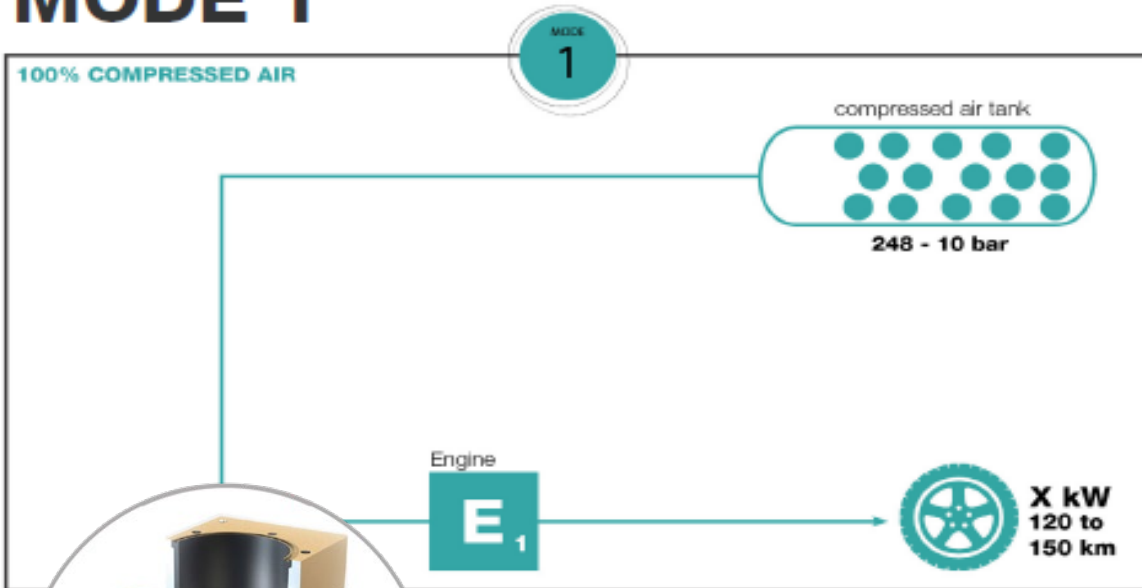 MODE 1
MODE
1
100% COMPRESSED AIR
compressed air tank
248 - 10 bar
Engine
E 1
X kW
120 to
150 km